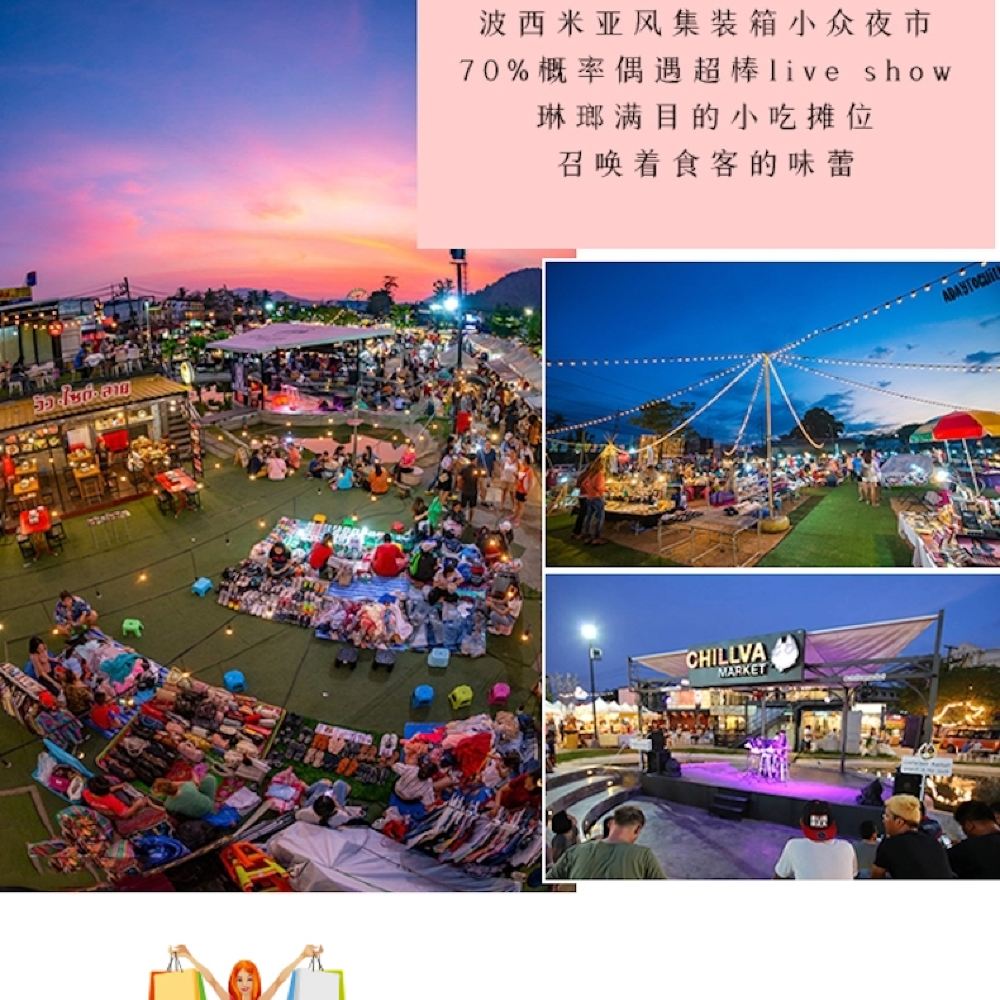 波西米亚风集装箱小众夜市
70%概率偶遇超棒live show
琳琅满目的小吃摊位
召唤着食客的味蕾
วัว·ไซต์·ลาย
CHILLVA
MARKET